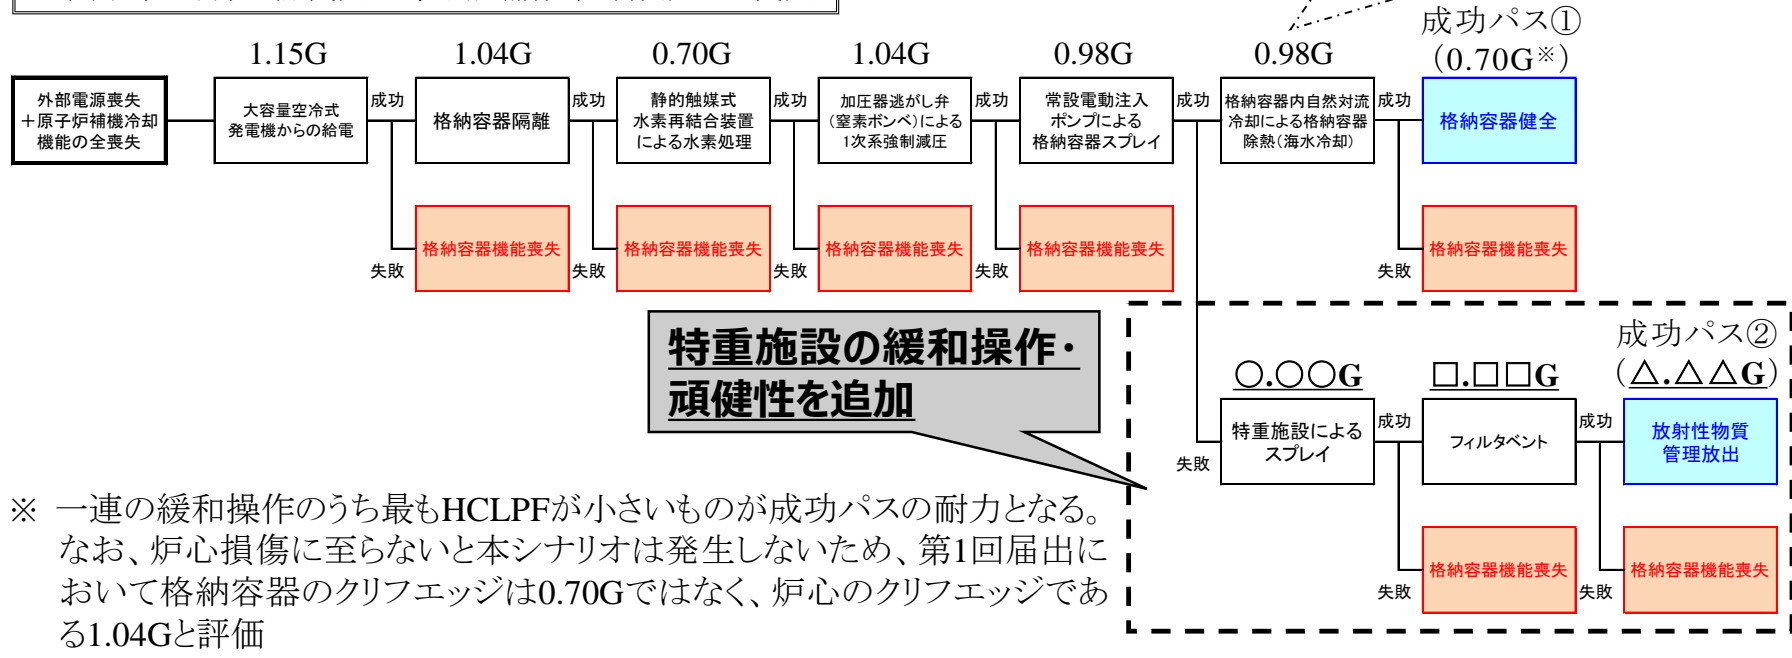 成功パス①
(0.70G※)
1.15G
1.04G
0.70G
1.04G
0.98G
0.98G
外部電源喪失
+原子炉補機冷却
機能の全喪失
大容量空冷式
発電機からの給電
成功
格納容器隔離
成功
静的触媒式
水素再結合装置
による水素処理
成功
加圧器逃がし弁
(窒素ボンベ)による
1次系強制減圧
成功
常設電動注入
ポンプによる
格納容器スプレイ
成功
格納容器内自然対流
冷却による格納容器
除熱(海水冷却)
成功
格納容器健全
失敗
格納容器機能喪失
失敗
格納容器機能喪失
失敗
格納容器機能喪失
失敗
格納容器機能喪失
失敗
格納容器機能喪失
特重施設の緩和操作・
頑健性を追加
成功パス②
(△.△△G)
○.○○G
□.□□G
失敗
特重施設による
スプレイ
成功
フィルタベント
成功
放射性物質
管理放出
失敗
格納容器機能喪失
失敗
格納容器機能喪失
※ 一連の緩和操作のうち最もHCLPFが小さいものが成功パスの耐力となる。
なお、炉心損傷に至らないと本シナリオは発生しないため、第1回届出に
おいて格納容器のクリフエッジは0.70Gではなく、炉心のクリフエッジであ
る1.04Gと評価